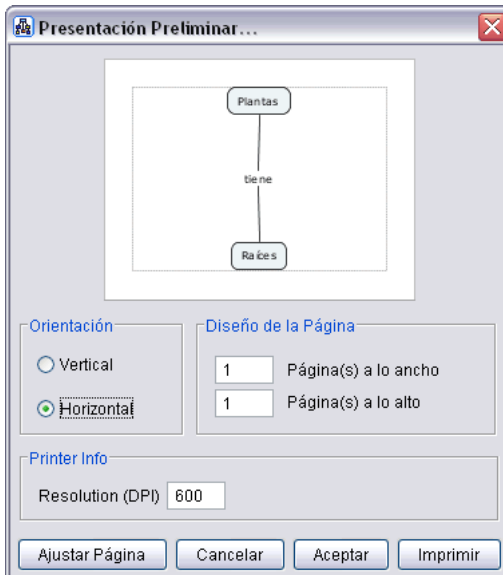 Presentación Preliminar...
Plantas
tiene
Raíces
Orientación
Vertical
Horizontal
Diseño de la Página
1 Página(s) a lo ancho
1 Página(s) a lo alto
Printer Info
Resolution (DPI) 600
Ajustar Página Cancelar Aceptar Imprimir